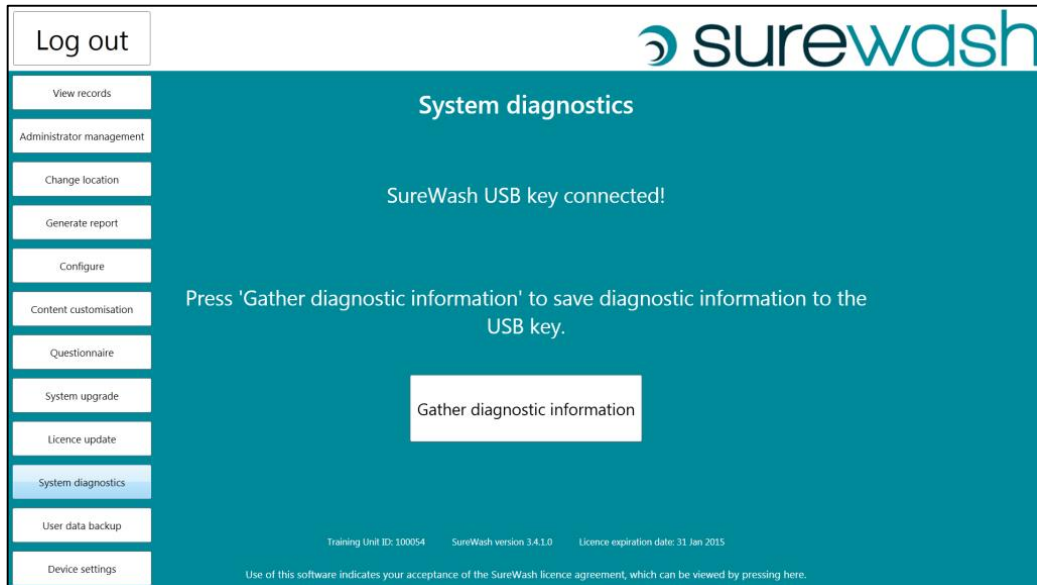 Log out
surewash
View records
Administrator management
Change location
Generate report
Configure
Content customisation
Questionnaire
System upgrade
Licence update
System diagnostics
User data backup
Device settings
System diagnostics
SureWash USB key connected!
Press 'Gather diagnostic information' to save diagnostic information to the
USB key.
Gather diagnostic information
Training Unit ID: 100054 SureWash version 3.4.1.0 Licence expiration date: 31 Jan 2015
Use of this software indicates your acceptance of the SureWash licence agreement, which can be viewed by pressing here.